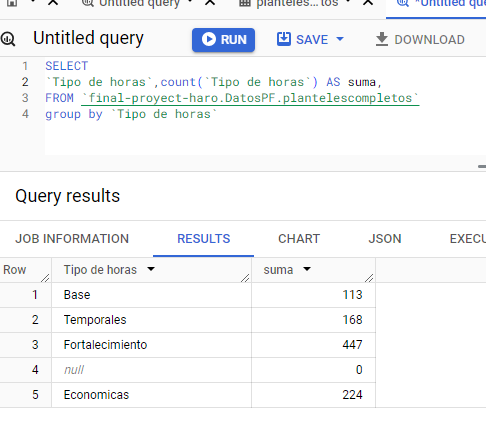 Untitled query
planteles...tos
*Untitled que
Untitled query
RUN
SAVE
DOWNLOAD
1 SELECT
2 `Tipo de horas`,count(`Tipo de horas`) AS suma,
3 FROM `final-proyect-haro.DatosPF.plantelescompletos`
4 group by `Tipo de horas`
Query results
JOB INFORMATION RESULTS CHART JSON EXECU
Row Tipo de horas suma
1 Base 113
2 Temporales 168
3 Fortalecimiento 447
4 null 0
5 Economicas 224